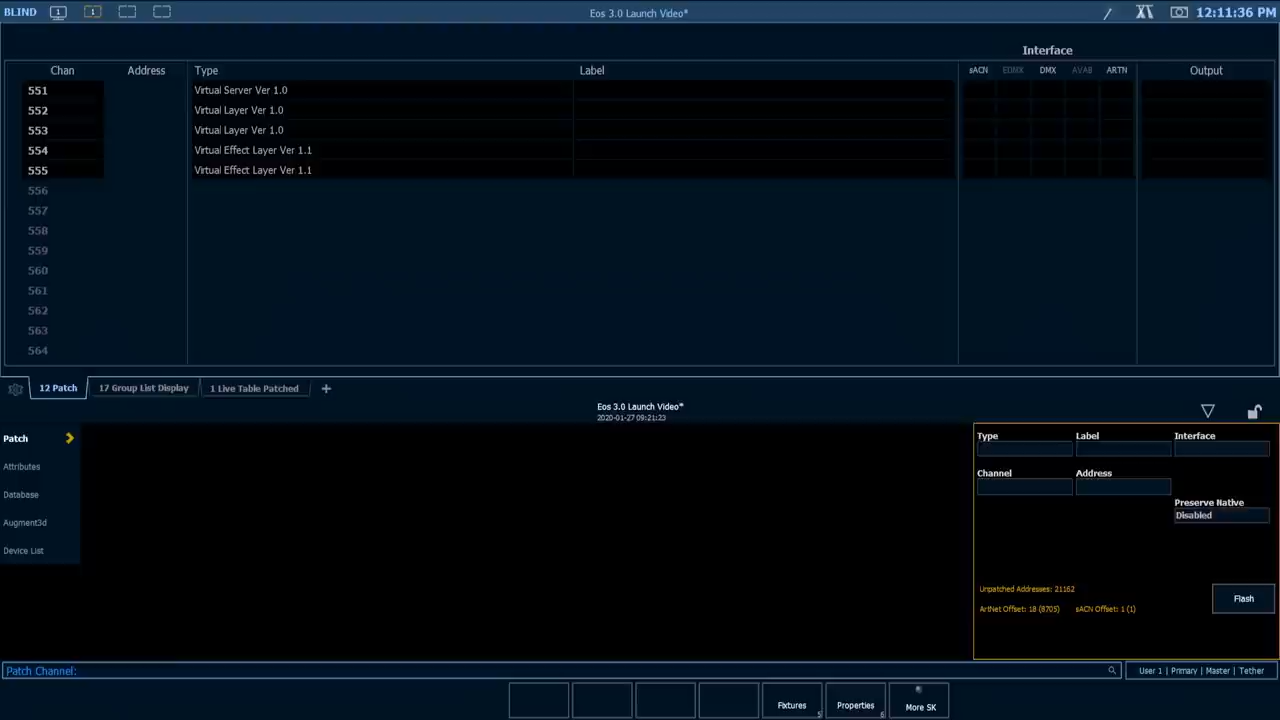 BLIND 1 1 Eos 3.0 Launch Video* 12:11:36 PM
Interface
Chan Address Type Label sACN EDMX DMX AVAB ARTN Output
551 Virtual Server Ver 1.0
552 Virtual Layer Ver 1.0
553 Virtual Layer Ver 1.0
554 Virtual Effect Layer Ver 1.1
555 Virtual Effect Layer Ver 1.1
556
557
558
559
560
561
562
563
564
12 Patch 17 Group List Display 1 Live Table Patched +
Eos 3.0 Launch Video*
2020-01-27 09:21:23
Patch
Attributes
Database
Augment3d
Device List
Type Label Interface
Channel Address
Preserve Native
Disabled
Unpatched Addresses: 21162
ArtNet Offset: 18 (8705) sACN Offset: 1 (1)
Flash
Patch Channel:
User 1 | Primary | Master | Tether
Fixtures 5 Properties 6 More SK